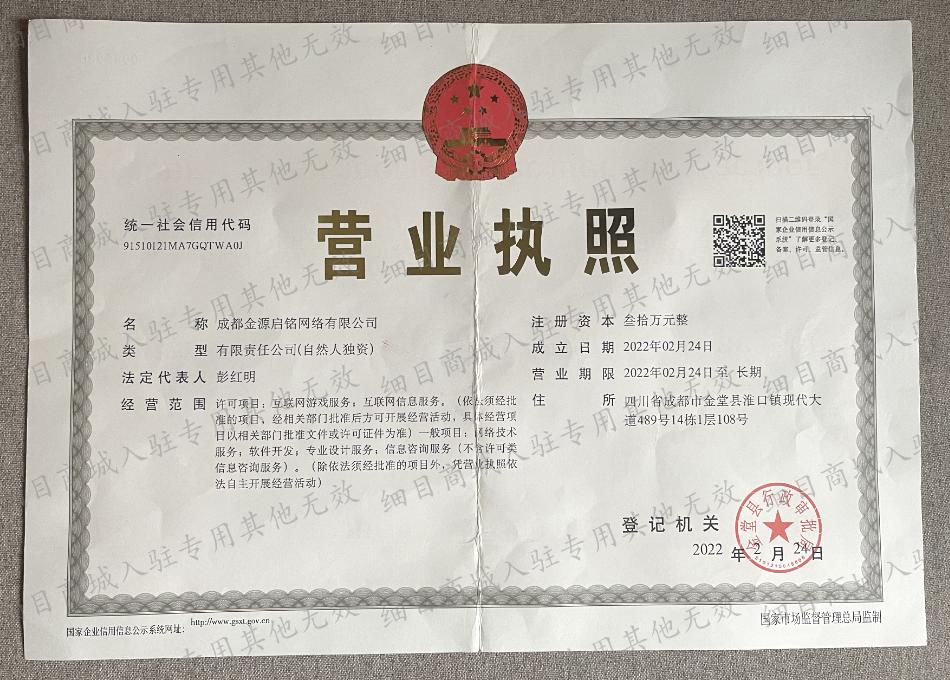 细目商城入驻专用其他无效
统一社会信用代码
91510121MA7GQTWA0J
营业执照
扫描二维码登录“国
家企业信用信息公示
系统”了解更多登记、
备案、许可、监管信息。
名称 成都金源启铭网络有限公司
类型 有限责任公司(自然人独资)
法定代表人 彭红明
经营范围 许可项目：互联网游戏服务；互联网信息服务。（依法须经批
准的项目，经相关部门批准后方可开展经营活动，具体经营项
目以相关部门批准文件或许可证件为准）一般项目：网络技术
服务；软件开发；专业设计服务；信息咨询服务（不含许可类
信息咨询服务）。（除依法须经批准的项目外，凭营业执照依
法自主开展经营活动）
注册资本 叁拾万元整
成立日期 2022年02月24日
营业期限 2022年02月24日至 长期
住所 四川省成都市金堂县淮口镇现代大
道489号14栋1层108号
登记机关
金堂县行政审批局
2022 年 2 月 24 日
国家企业信用信息公示系统网址：
http://www.gsxt.gov.cn
国家市场监督管理总局监制